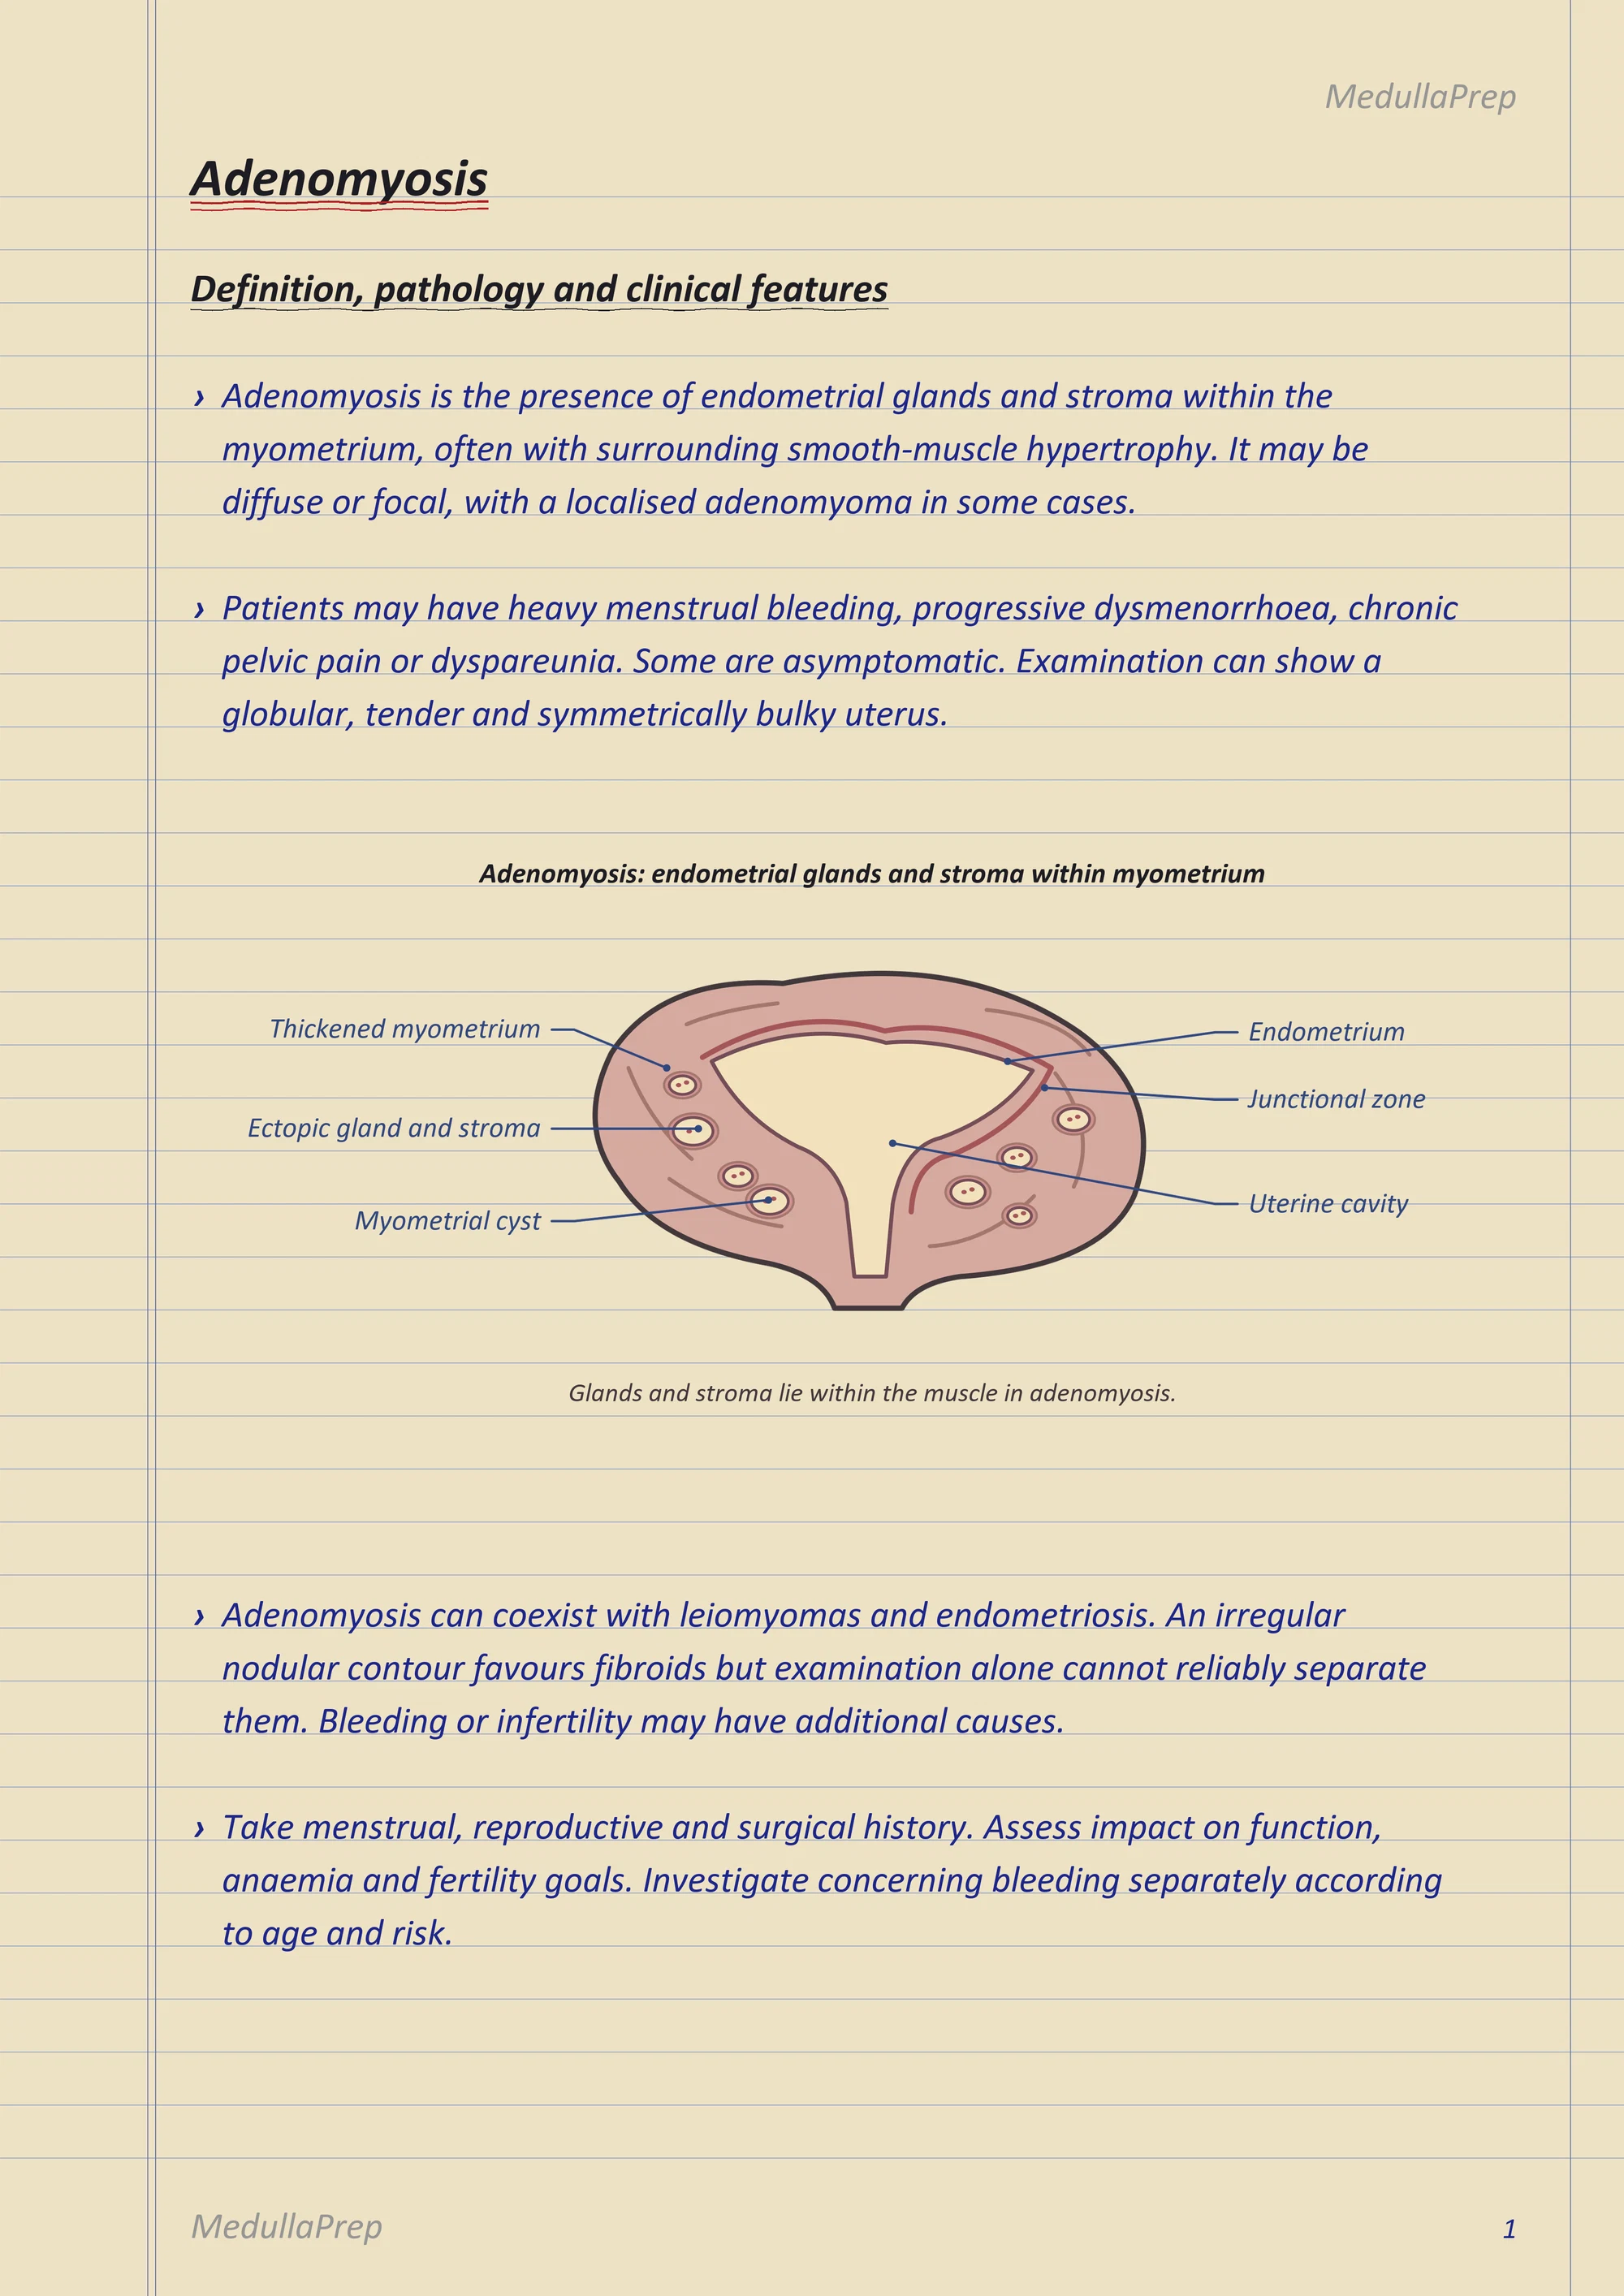 MedullaPrep
Adenomyosis
Definition, pathology and clinical features
› Adenomyosis is the presence of endometrial glands and stroma within the
myometrium, often with surrounding smooth-muscle hypertrophy. It may be
diffuse or focal, with a localised adenomyoma in some cases.
› Patients may have heavy menstrual bleeding, progressive dysmenorrhoea, chronic
pelvic pain or dyspareunia. Some are asymptomatic. Examination can show a
globular, tender and symmetrically bulky uterus.
Adenomyosis: endometrial glands and stroma within myometrium
Thickened myometrium
Ectopic gland and stroma
Myometrial cyst
Endometrium
Junctional zone
Uterine cavity
Glands and stroma lie within the muscle in adenomyosis.
› Adenomyosis can coexist with leiomyomas and endometriosis. An irregular
nodular contour favours fibroids but examination alone cannot reliably separate
them. Bleeding or infertility may have additional causes.
› Take menstrual, reproductive and surgical history. Assess impact on function,
anaemia and fertility goals. Investigate concerning bleeding separately according
to age and risk.
MedullaPrep
1